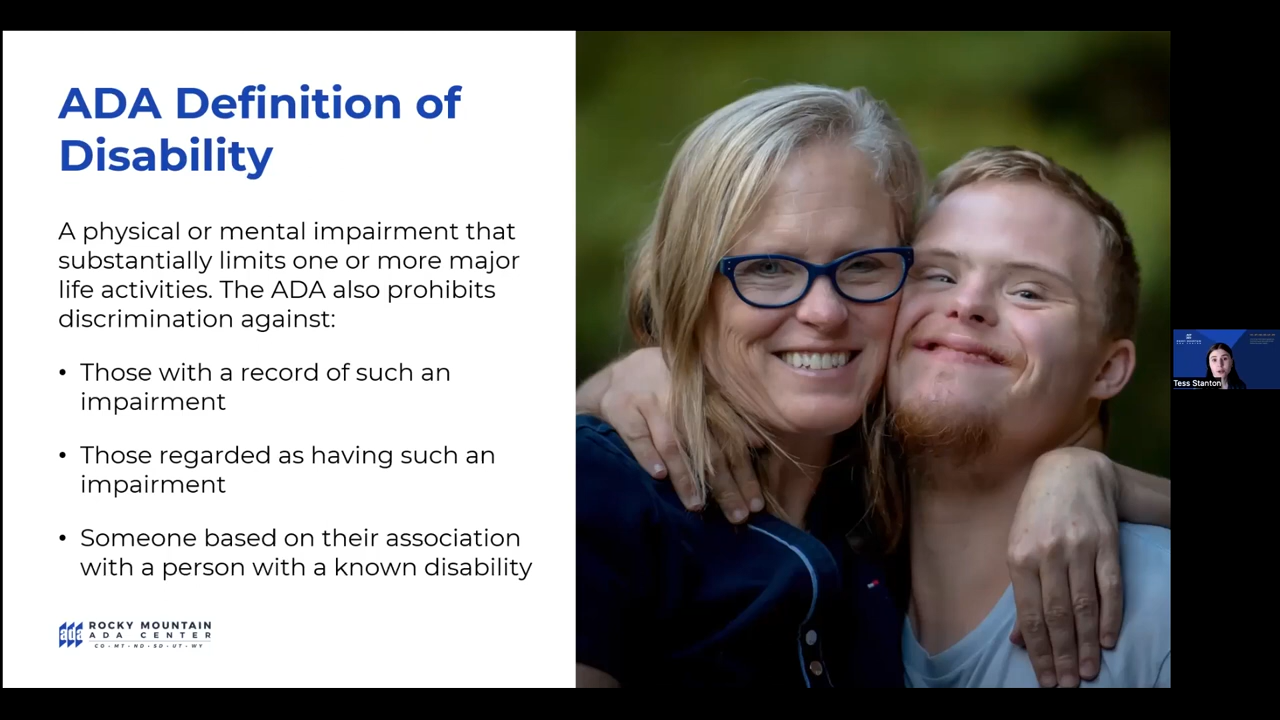 ADA Definition of
Disability
A physical or mental impairment that
substantially limits one or more major
life activities. The ADA also prohibits
discrimination against:
• Those with a record of such an
impairment
• Those regarded as having such an
impairment
• Someone based on their association
with a person with a known disability
ada
ROCKY MOUNTAIN
ADA CENTER
CO · MT · ND · SD · UT · WY
Tess Stanton